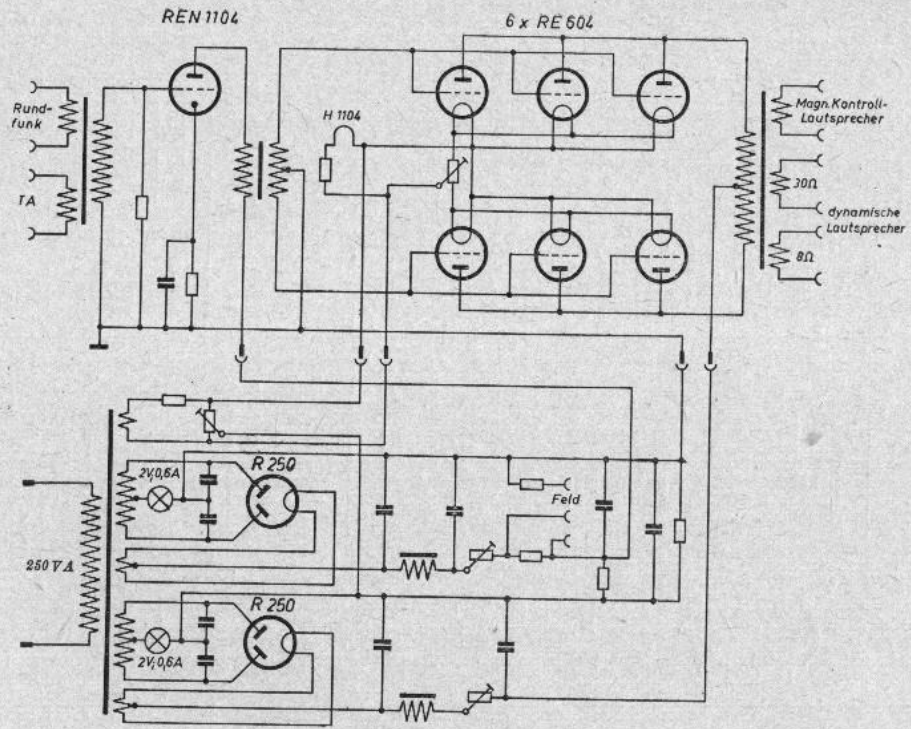 REN 1104
6 x RE 604
Rund-
funk
TA
H 1104
Magn. Kontroll-
Lautsprecher
30Ω
dynamische
Lautsprecher
8Ω
2V; 0,6A
R 250
Feld
250 VA
R 250
2V; 0,6A